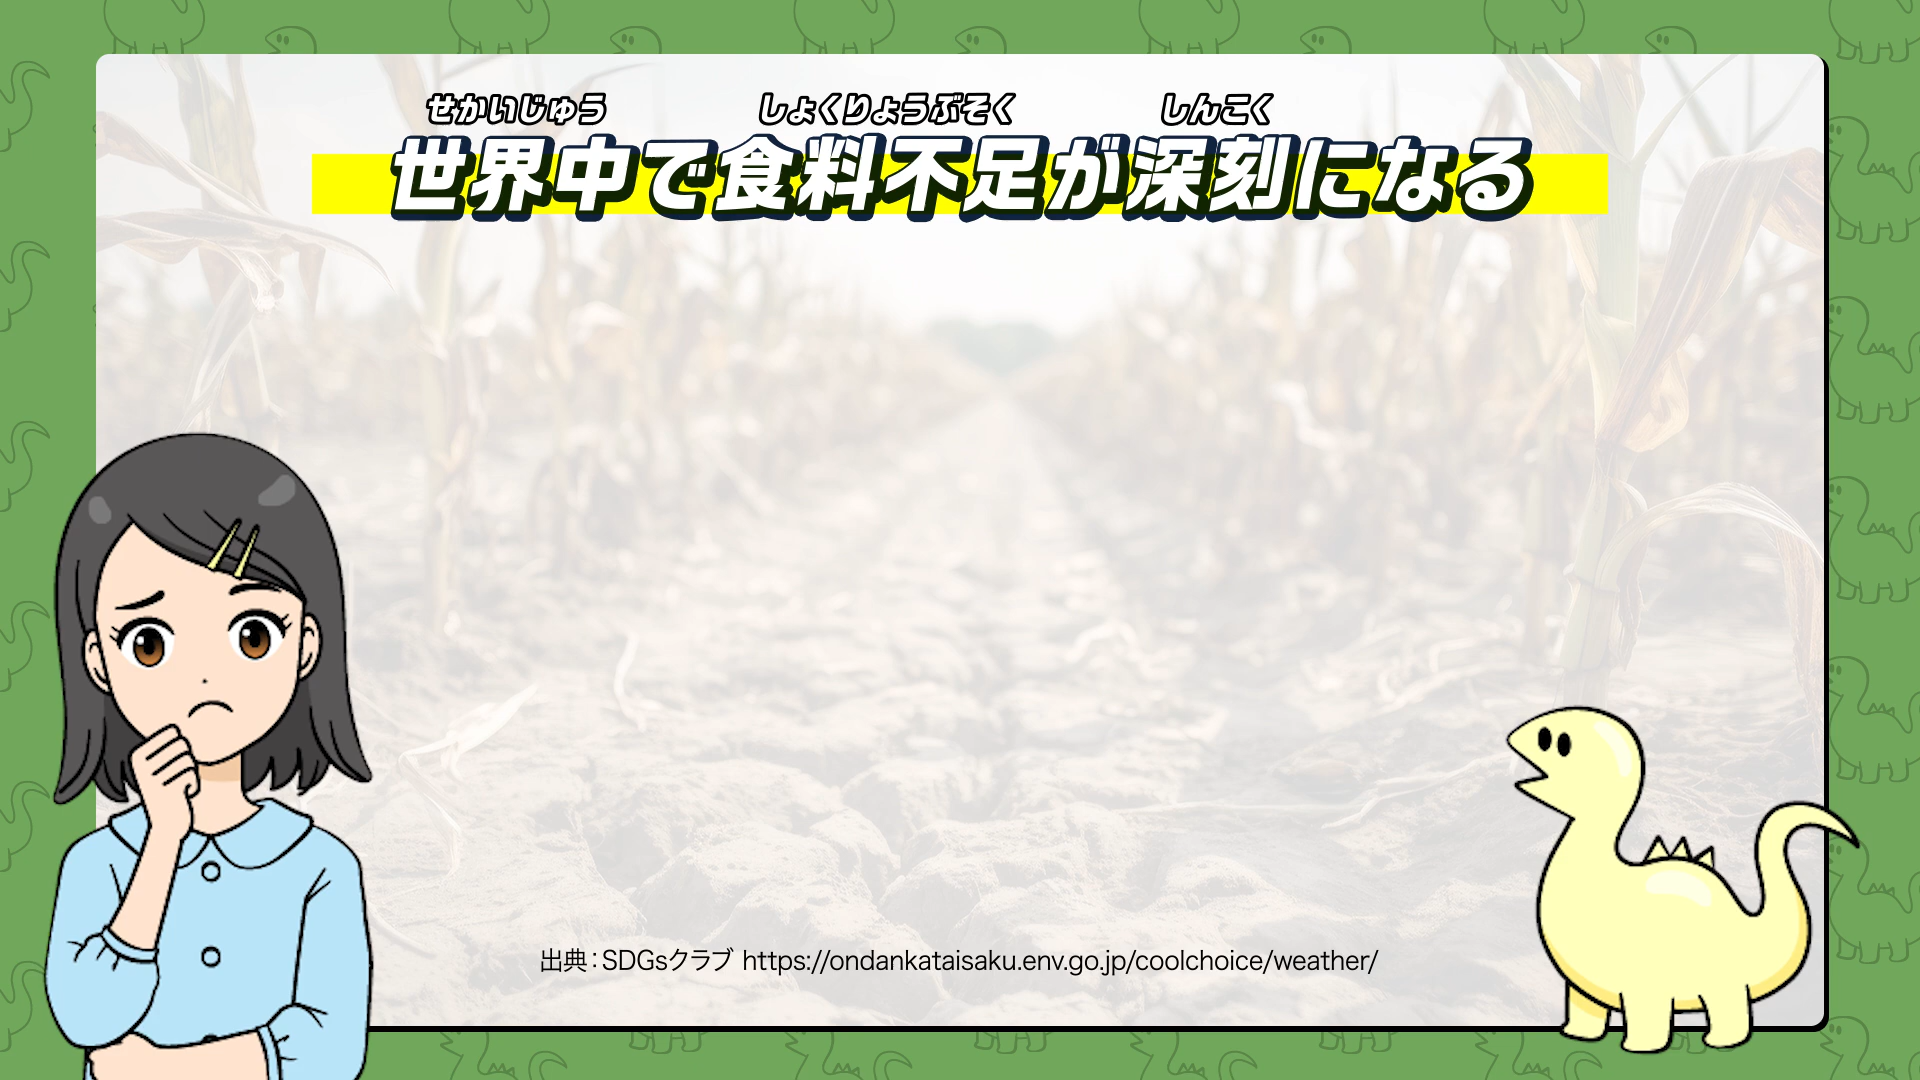 せかいじゅう しょくりょうぶそく しんこく
世界中で食料不足が深刻になる
出典：SDGsクラブ https://ondankataisaku.env.go.jp/coolchoice/weather/